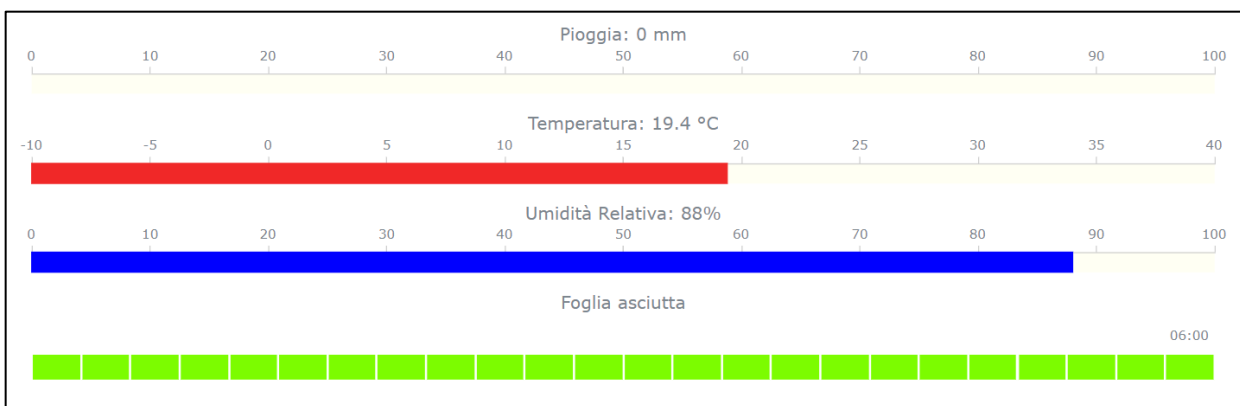 Pioggia: 0 mm
0 10 20 30 40 50 60 70 80 90 100
Temperatura: 19.4 °C
-10 -5 0 5 10 15 20 25 30 35 40
Umidità Relativa: 88%
0 10 20 30 40 50 60 70 80 90 100
Foglia asciutta
06:00